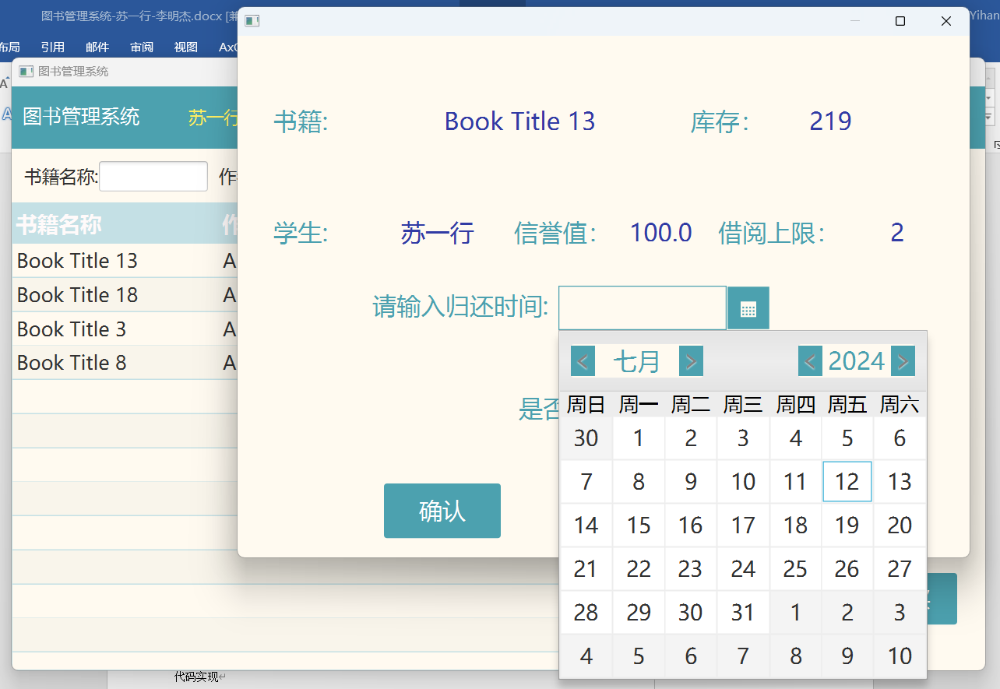 图书管理系统-苏一行-李明杰.docx
Yihan
布局 引用 邮件 审阅 视图
图书管理系统
图书管理系统 苏一行
书籍名称:
书籍名称
Book Title 13 A
Book Title 18 A
Book Title 3 A
Book Title 8 A
书籍: Book Title 13 库存: 219
学生: 苏一行 信誉值: 100.0 借阅上限: 2
请输入归还时间:
< 七月 > < 2024 >
周日 周一 周二 周三 周四 周五 周六
30 1 2 3 4 5 6
7 8 9 10 11 12 13
14 15 16 17 18 19 20
21 22 23 24 25 26 27
28 29 30 31 1 2 3
4 5 6 7 8 9 10
是否
确认
代码实现